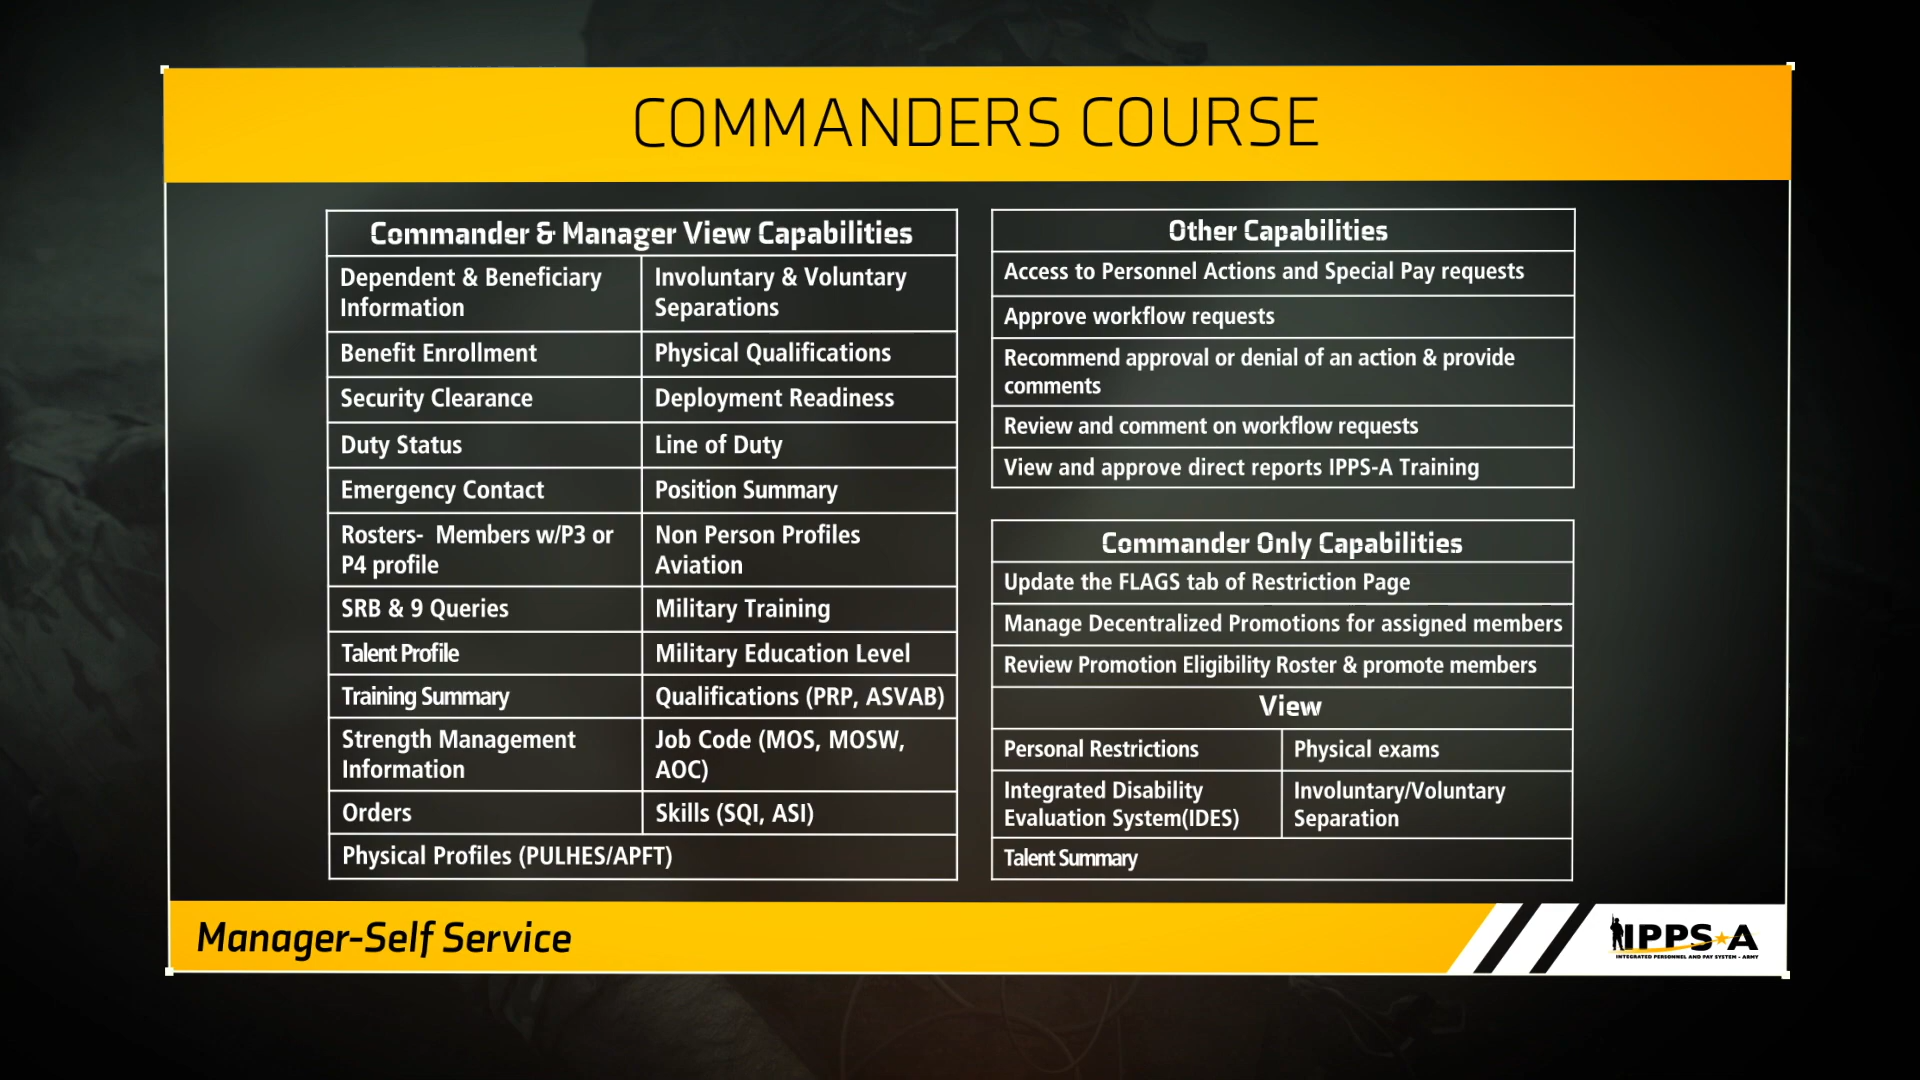 COMMANDERS COURSE
Commander & Manager View Capabilities
Dependent & Beneficiary
Information
Involuntary & Voluntary
Separations
Benefit Enrollment
Physical Qualifications
Security Clearance
Deployment Readiness
Duty Status
Line of Duty
Emergency Contact
Position Summary
Rosters- Members w/P3 or
P4 profile
Non Person Profiles
Aviation
SRB & 9 Queries
Military Training
Talent Profile
Military Education Level
Training Summary
Qualifications (PRP, ASVAB)
Strength Management
Information
Job Code (MOS, MOSW,
AOC)
Orders
Skills (SQI, ASI)
Physical Profiles (PULHES/APFT)
Other Capabilities
Access to Personnel Actions and Special Pay requests
Approve workflow requests
Recommend approval or denial of an action & provide
comments
Review and comment on workflow requests
View and approve direct reports IPPS-A Training
Commander Only Capabilities
Update the FLAGS tab of Restriction Page
Manage Decentralized Promotions for assigned members
Review Promotion Eligibility Roster & promote members
View
Personal Restrictions
Physical exams
Integrated Disability
Evaluation System(IDES)
Involuntary/Voluntary
Separation
Talent Summary
Manager-Self Service
IPPS★A
INTEGRATED PERSONNEL AND PAY SYSTEM - ARMY